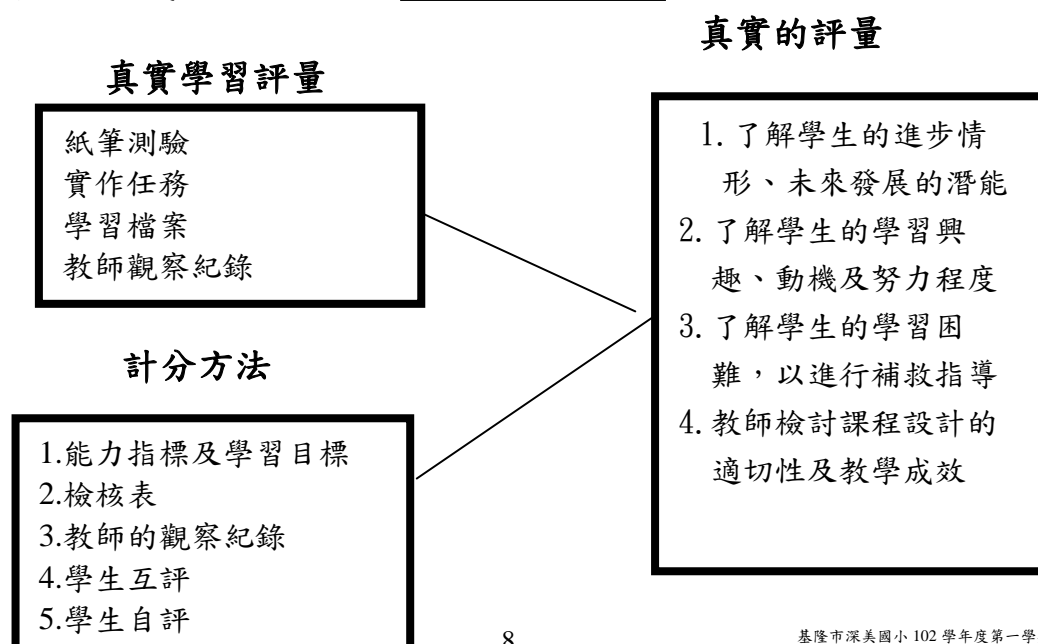 真實的評量
真實學習評量
紙筆測驗
實作任務
學習檔案
教師觀察紀錄
計分方法
1.能力指標及學習目標
2.檢核表
3.教師的觀察紀錄
4.學生互評
5.學生自評
1.了解學生的進步情
形、未來發展的潛能
2.了解學生的學習興
趣、動機及努力程度
3.了解學生的學習困
難，以進行補救指導
4.教師檢討課程設計的
適切性及教學成效
8
基隆市深美國小 102 學年度第一學